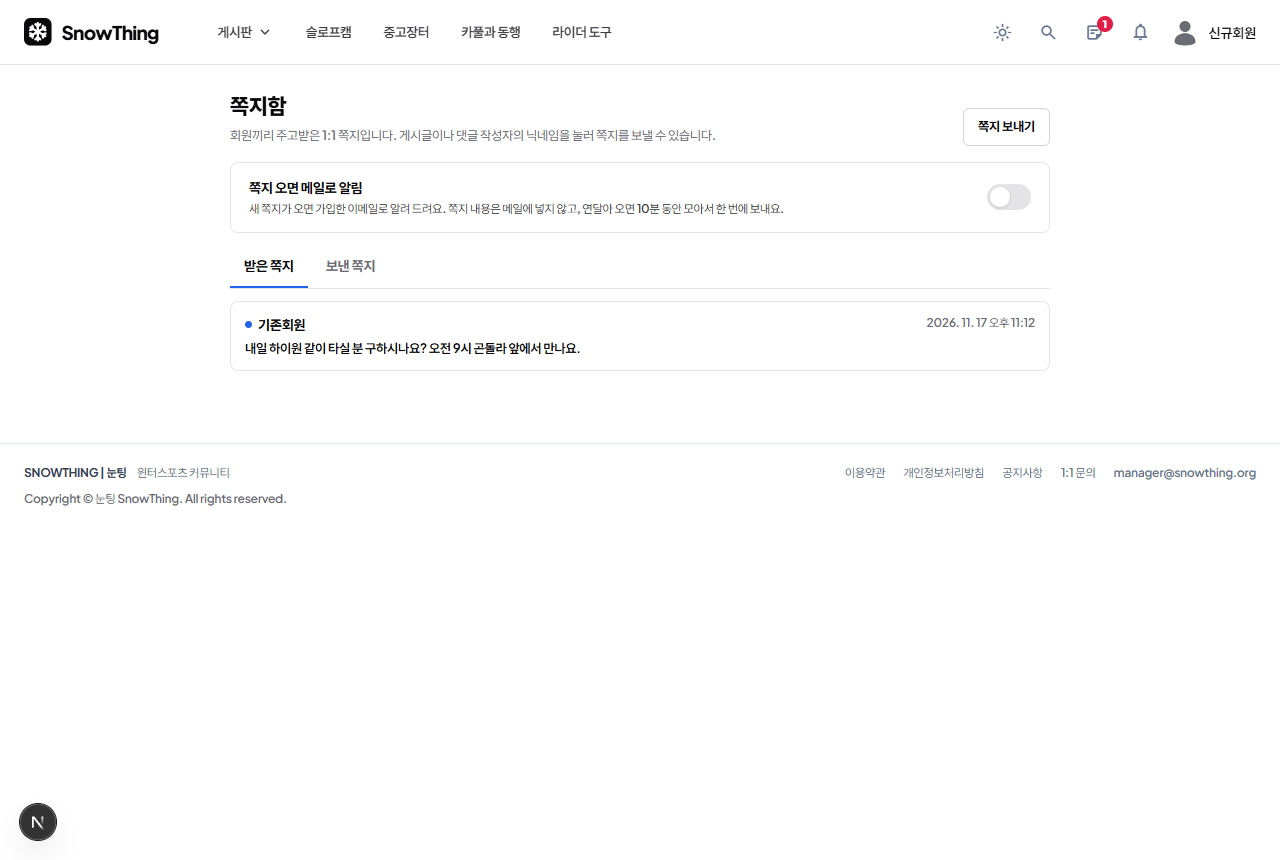 SnowThing
게시판
슬로프캠
중고장터
카풀과 동행
라이더 도구
1
신규회원
쪽지함
회원끼리 주고받은 1:1 쪽지입니다. 게시글이나 댓글 작성자의 닉네임을 눌러 쪽지를 보낼 수 있습니다.
쪽지 보내기
쪽지 오면 메일로 알림
새 쪽지가 오면 가입한 이메일로 알려 드려요. 쪽지 내용은 메일에 넣지 않고, 연달아 오면 10분 동안 모아서 한 번에 보내요.
받은 쪽지
보낸 쪽지
기존회원
2026. 11. 17 오후 11:12
내일 하이원 같이 타실 분 구하시나요? 오전 9시 곤돌라 앞에서 만나요.
SNOWTHING | 눈팅
윈터스포츠 커뮤니티
이용약관
개인정보처리방침
공지사항
1:1 문의
manager@snowthing.org
Copyright © 눈팅 SnowThing. All rights reserved.
N